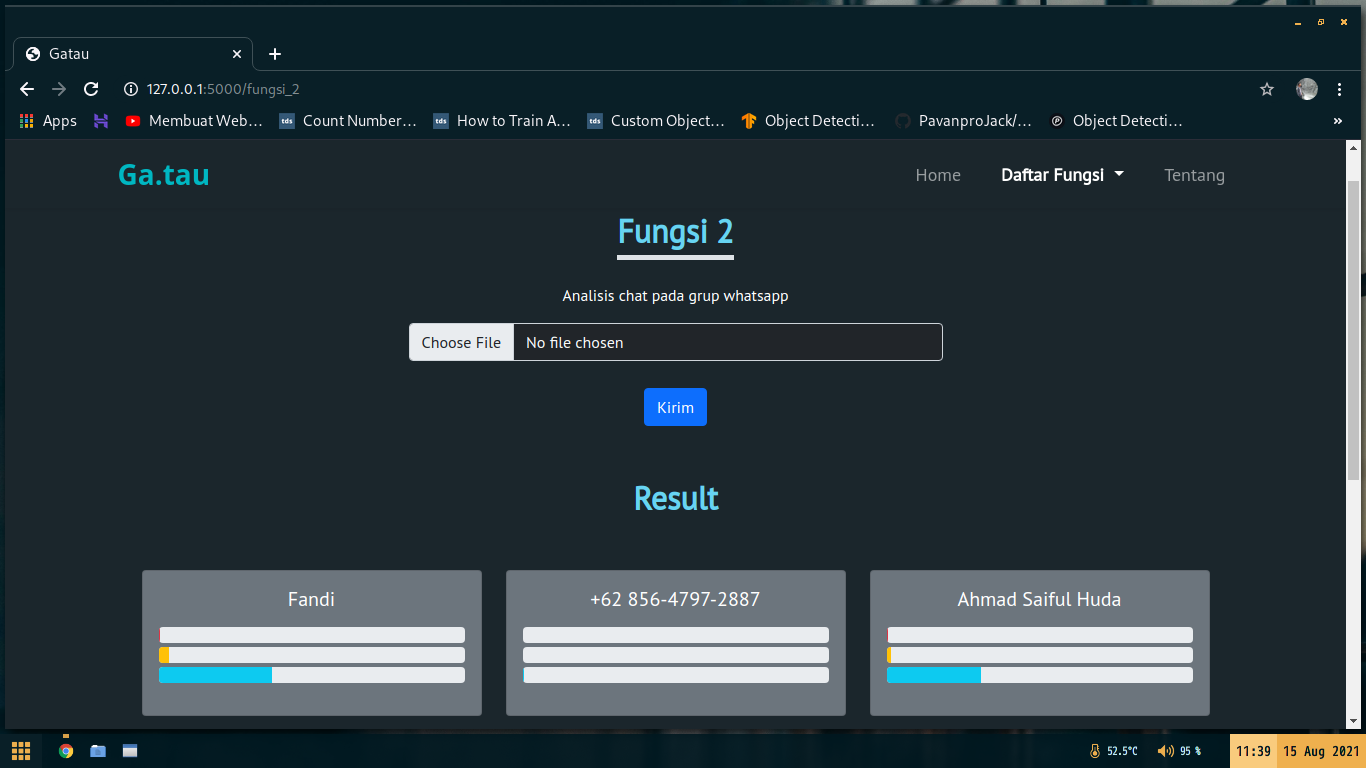 Gatau
127.0.0.1:5000/fungsi_2
Apps
Membuat Web...
tds Count Number...
tds How to Train A...
tds Custom Object...
Object Detecti...
PavanproJack/...
Object Detecti...
»
Ga.tau
Home
Daftar Fungsi
Tentang
Fungsi 2
Analisis chat pada grup whatsapp
Choose File No file chosen
Kirim
Result
Fandi
+62 856-4797-2887
Ahmad Saiful Huda
52.5°C
95 %
11:39
15 Aug 2021